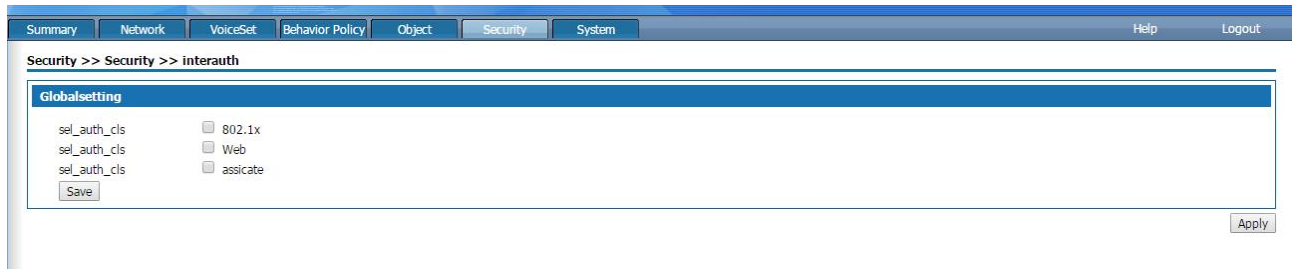 Summary Network VoiceSet Behavior Policy Object Security System Help Logout
Security >> Security >> interauth
Globalsetting
sel_auth_cls 802.1x
sel_auth_cls Web
sel_auth_cls assicate
Save
Apply